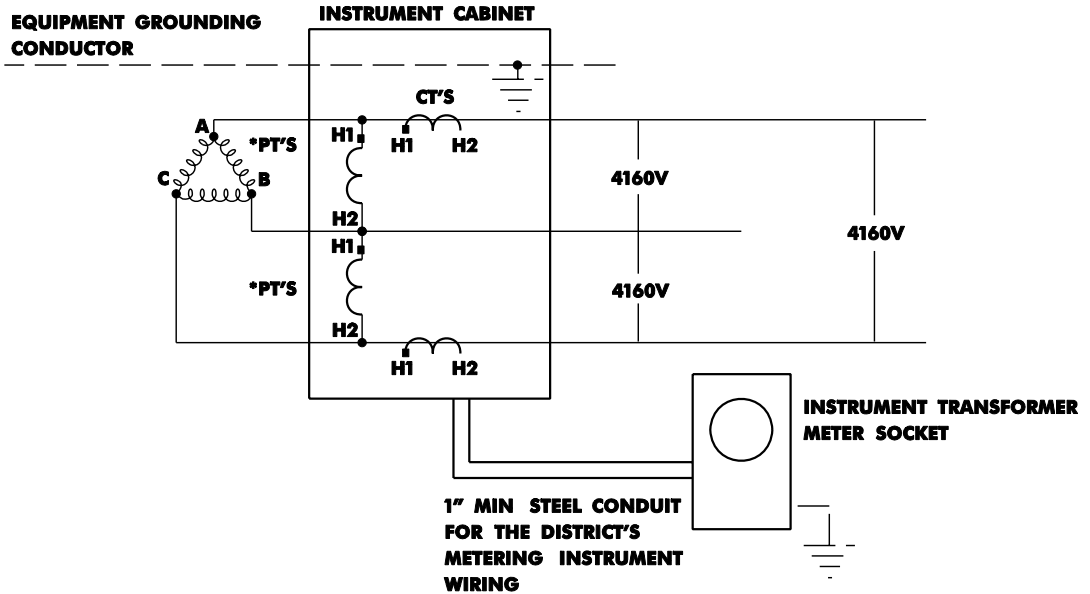 INSTRUMENT CABINET
EQUIPMENT GROUNDING
CONDUCTOR
CT'S
A
*PT'S
H1
H1 H2
C
B
4160V
H2
4160V
H1
*PT'S
4160V
H2
H1 H2
INSTRUMENT TRANSFORMER
METER SOCKET
1" MIN STEEL CONDUIT
FOR THE DISTRICT'S
METERING INSTRUMENT
WIRING